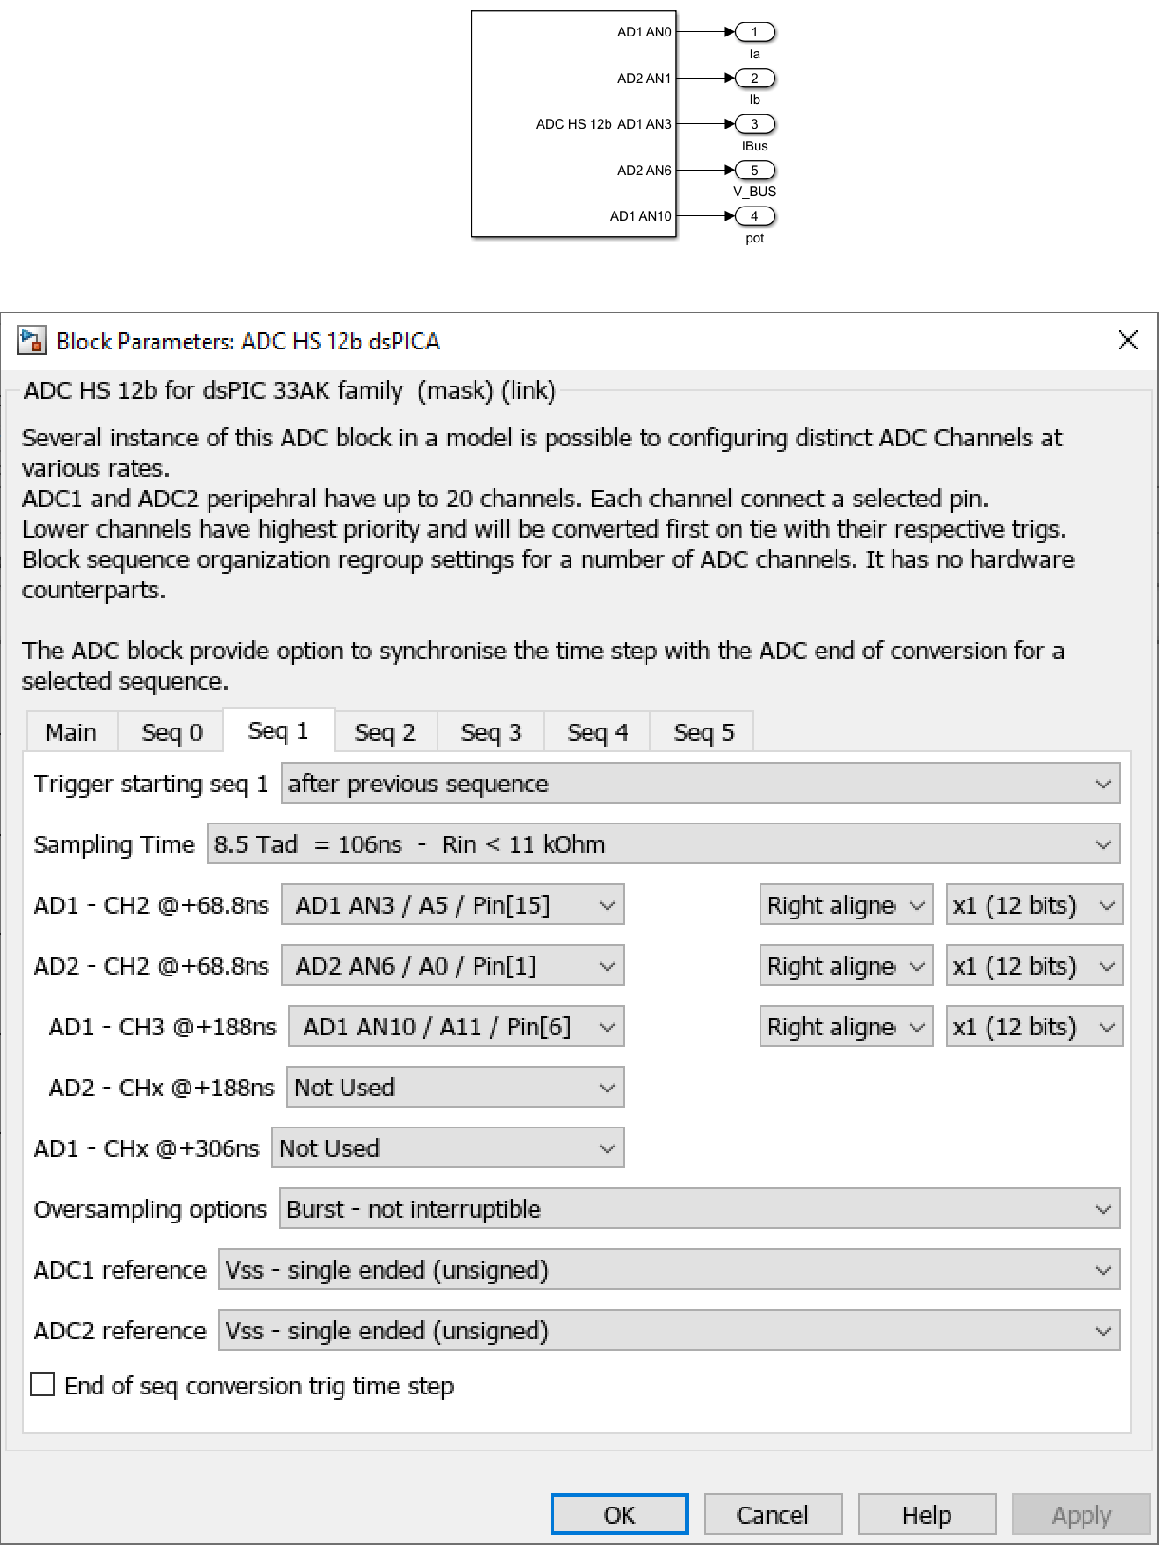 AD1 AN0
1
Ia
AD2 AN1
2
Ib
ADC HS 12b AD1 AN3
3
IBus
AD2 AN6
5
V_BUS
AD1 AN10
4
pot
Block Parameters: ADC HS 12b dsPICA
ADC HS 12b for dsPIC 33AK family (mask) (link)
Several instance of this ADC block in a model is possible to configuring distinct ADC Channels at
various rates.
ADC1 and ADC2 peripehral have up to 20 channels. Each channel connect a selected pin.
Lower channels have highest priority and will be converted first on tie with their respective trigs.
Block sequence organization regroup settings for a number of ADC channels. It has no hardware
counterparts.
The ADC block provide option to synchronise the time step with the ADC end of conversion for a
selected sequence.
Main Seq 0 Seq 1 Seq 2 Seq 3 Seq 4 Seq 5
Trigger starting seq 1 after previous sequence
Sampling Time 8.5 Tad = 106ns - Rin < 11 kOhm
AD1 - CH2 @+68.8ns AD1 AN3 / A5 / Pin[15] Right aligne x1 (12 bits)
AD2 - CH2 @+68.8ns AD2 AN6 / A0 / Pin[1] Right aligne x1 (12 bits)
AD1 - CH3 @+188ns AD1 AN10 / A11 / Pin[6] Right aligne x1 (12 bits)
AD2 - CHx @+188ns Not Used
AD1 - CHx @+306ns Not Used
Oversampling options Burst - not interruptible
ADC1 reference Vss - single ended (unsigned)
ADC2 reference Vss - single ended (unsigned)
End of seq conversion trig time step
OK Cancel Help Apply